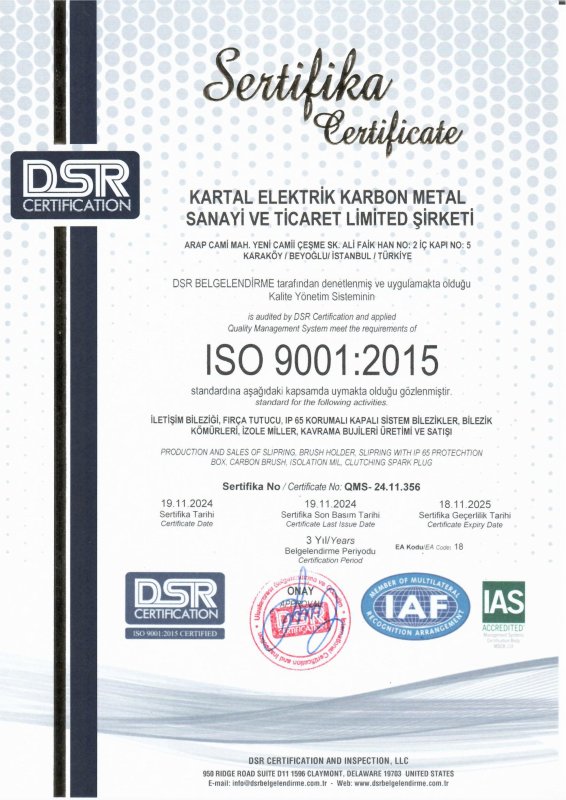 Sertifika
Certificate
DSR
CERTIFICATION
KARTAL ELEKTRİK KARBON METAL
SANAYİ VE TİCARET LİMİTED ŞİRKETİ
ARAP CAMİ MAH. YENİ CAMİİ ÇEŞME SK. ALİ FAİK HAN NO: 2 İÇ KAPI NO: 5
KARAKÖY / BEYOĞLU/ İSTANBUL / TÜRKİYE
DSR BELGELENDİRME tarafından denetlenmiş ve uygulamakta olduğu
Kalite Yönetim Sisteminin
is audited by DSR Certification and applied
Quality Management System meet the requirements of
ISO 9001:2015
standardına aşağıdaki kapsamda uymakta olduğu gözlenmiştir.
standard for the following activities.
İLETİŞİM BİLEZİĞİ, FIRÇA TUTUCU, IP 65 KORUMALI KAPALI SİSTEM BİLEZİKLER, BİLEZİK
KÖMÜRLERİ, İZOLE MİLLER, KAVRAMA BUJİLERİ ÜRETİMİ VE SATIŞI
PRODUCTION AND SALES OF SLIPRING, BRUSH HOLDER, SLIPRING WITH IP 65 PROTECHTION
BOX, CARBON BRUSH, ISOLATION MIL, CLUTCHING SPARK PLUG
Sertifika No / Certificate No: QMS- 24.11.356
19.11.2024 19.11.2024 18.11.2025
Sertifika Tarihi Sertifika Son Basım Tarihi Sertifika Geçerlilik Tarihi
Certificate Date Certificate Last Issue Date Certificate Expiry Date
3 Yıl/Years
Belgelendirme Periyodu
Certification Period
EA Kodu/EA Code: 18
DSR
CERTIFICATION
ISO 9001:2015 CERTIFIED
ONAY
APPROVAL
MEMBER OF MULTILATERAL
IAF
RECOGNITION ARRANGEMENT
IAS
ACCREDITED
Management Systems
Certification Body
DSR CERTIFICATION AND INSPECTION, LLC
950 RIDGE ROAD SUITE D11 1596 CLAYMONT, DELAWARE 19703 UNITED STATES
E-mail: info@dsrbelgelendirme.com.tr - Web: www.dsrbelgelendirme.com.tr